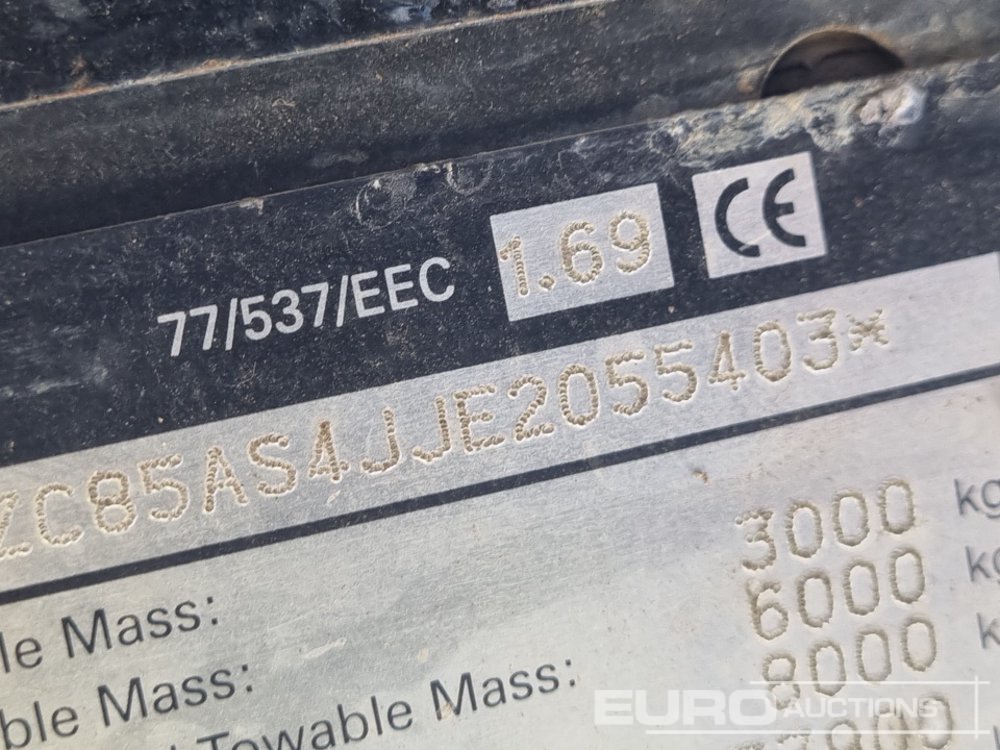 77/537/EEC 1.69 CE
ZC85AS4JJE2055403*
3000 kg
le Mass: 6000 kg
ble Mass: 8000 k
Towable Mass:
EURO AUCTIONS